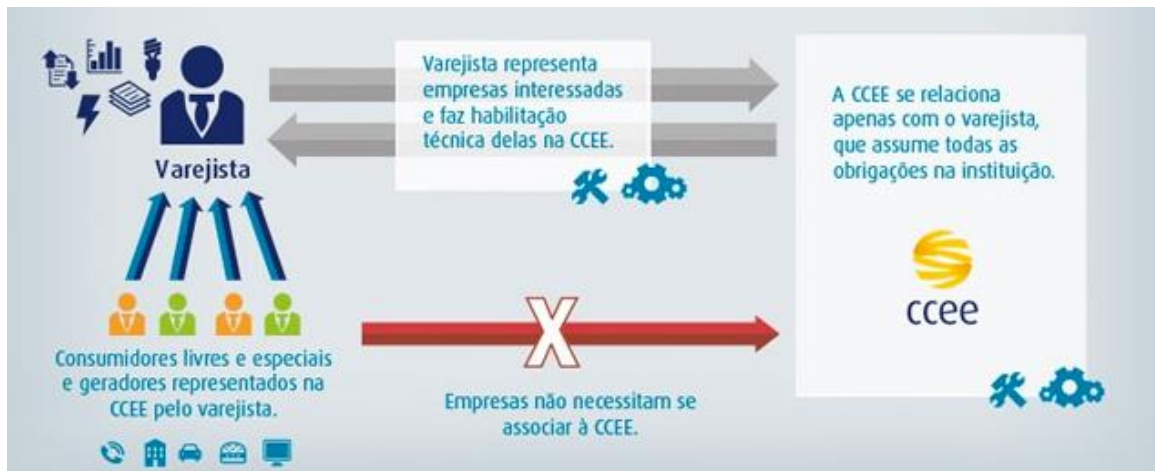 Varejista representa
empresas interessadas
e faz habilitação
técnica delas na CCEE.
A CCEE se relaciona
apenas com o varejista,
que assume todas as
obrigações na instituição.
Varejista
ccee
Consumidores livres e especiais
e geradores representados na
CCEE pelo varejista.
X
Empresas não necessitam se
associar à CCEE.